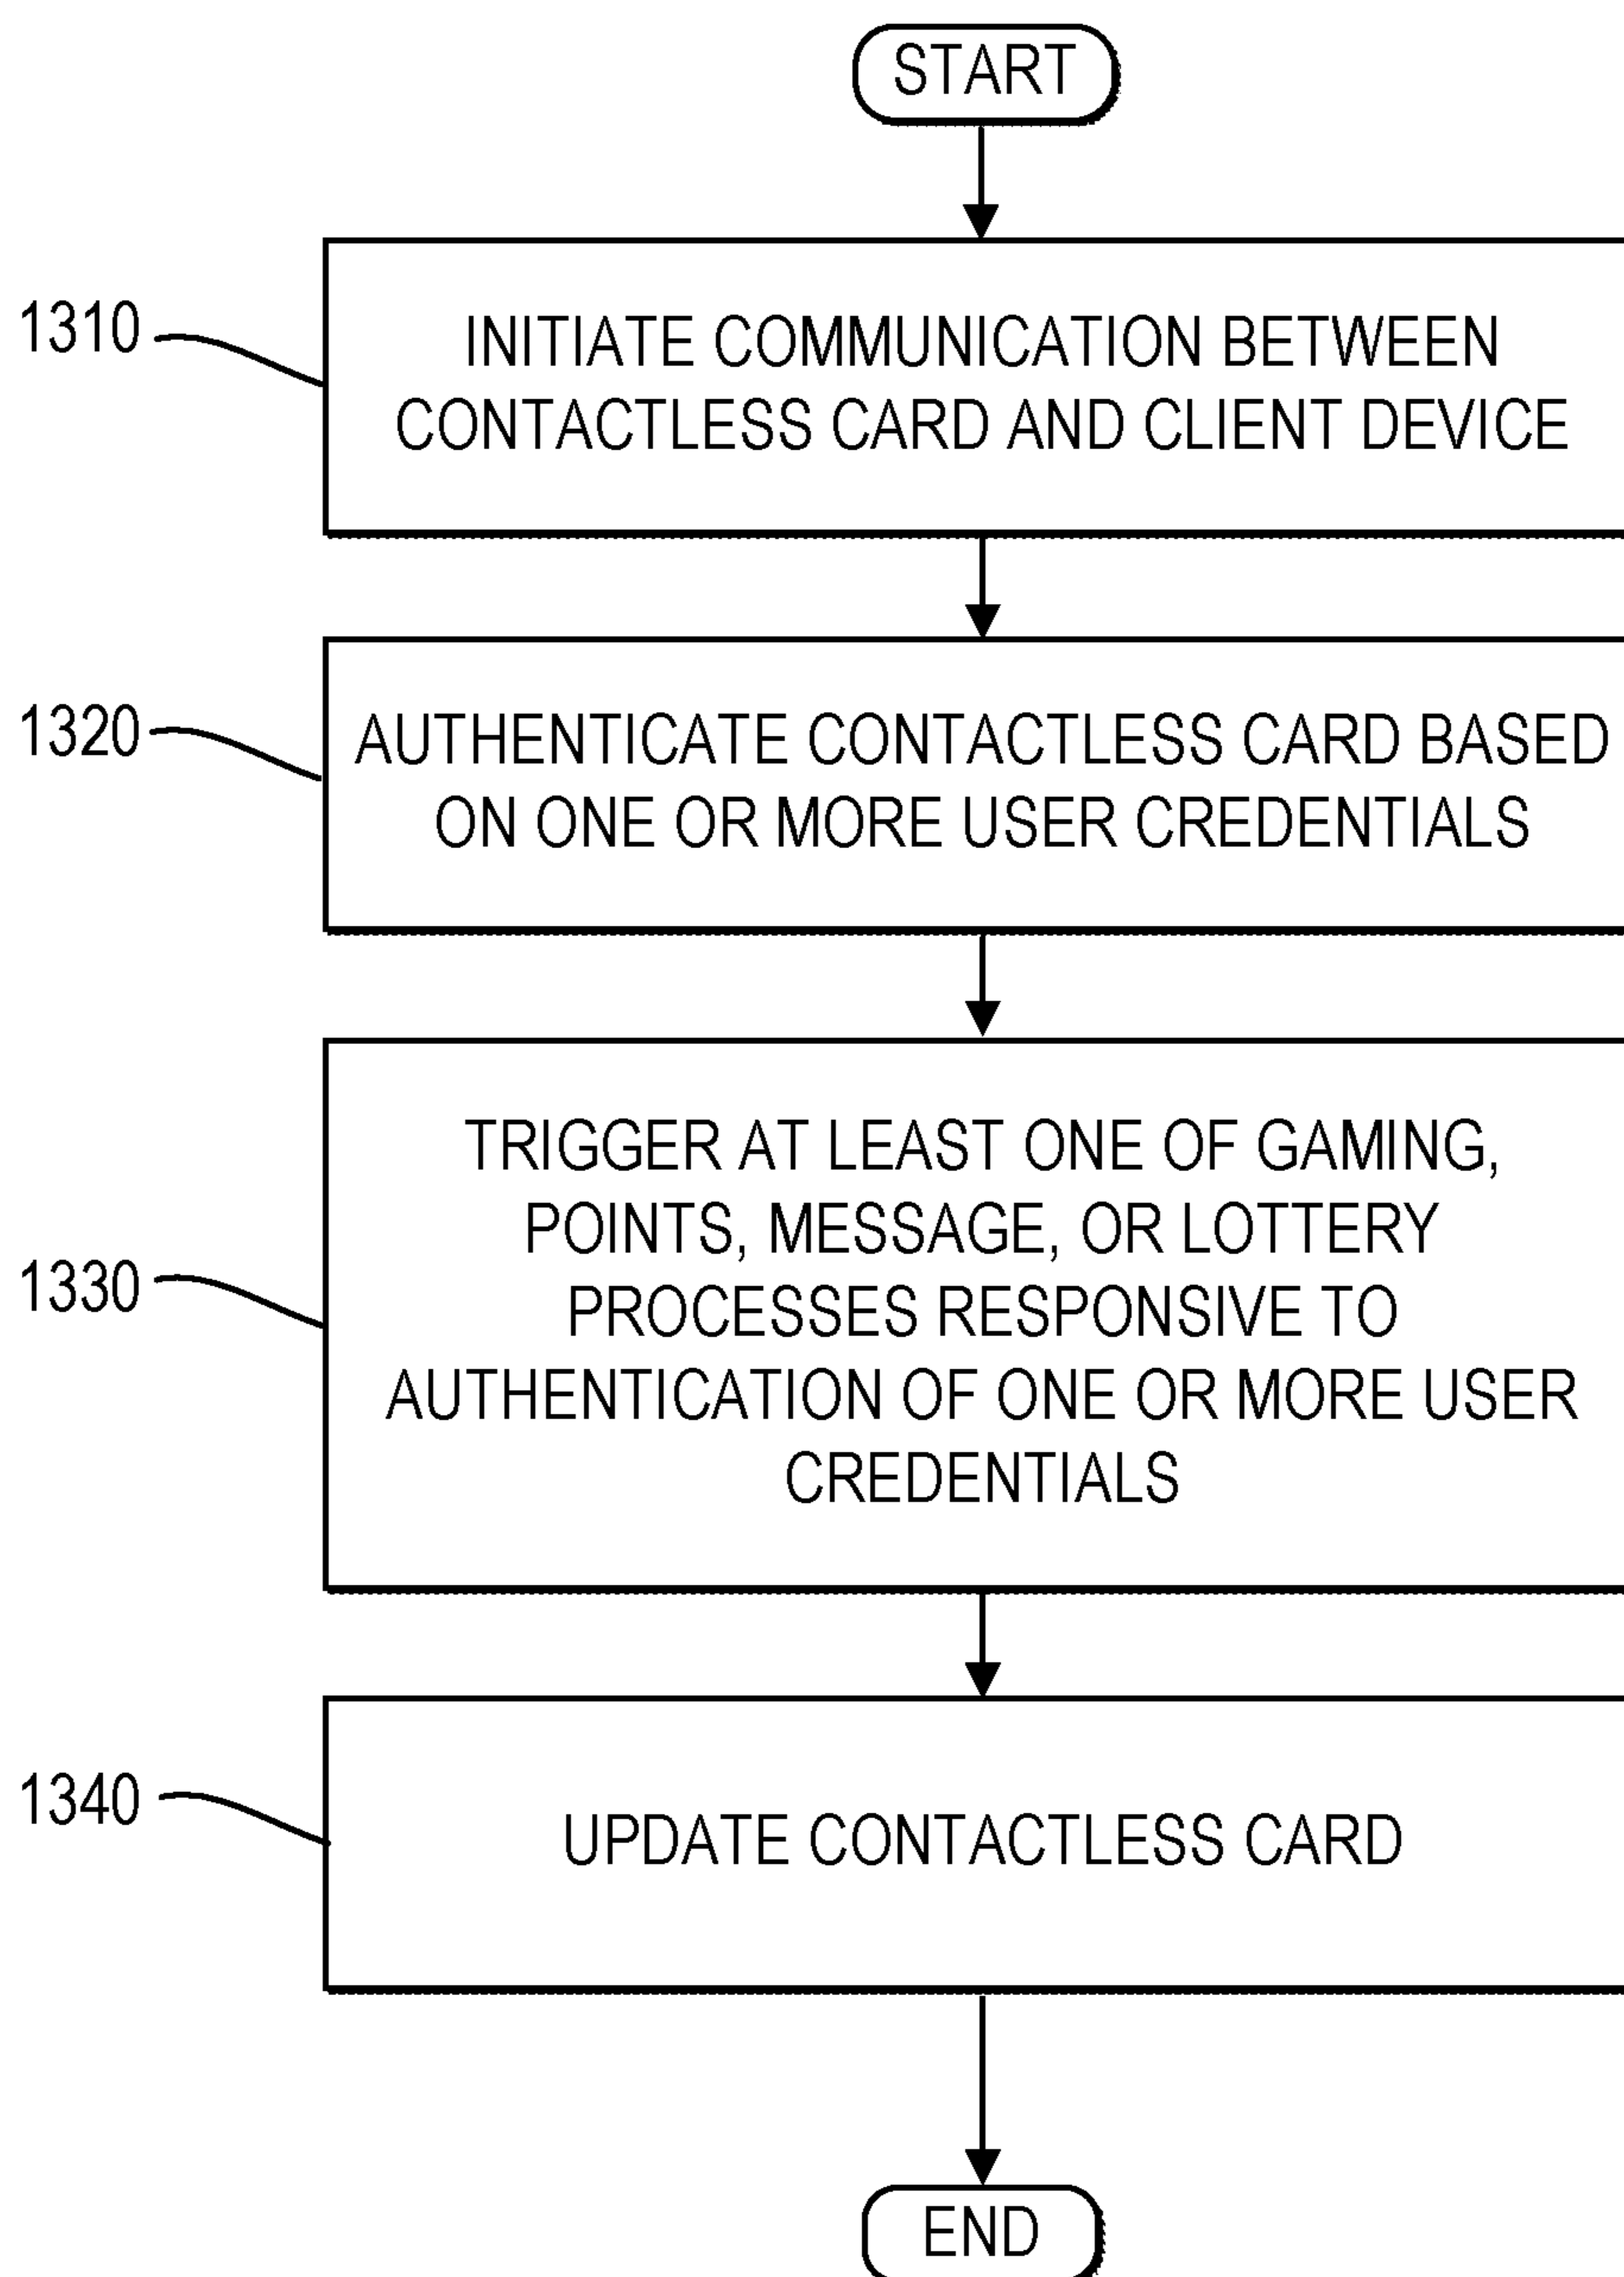 START
1310
INITIATE COMMUNICATION BETWEEN
CONTACTLESS CARD AND CLIENT DEVICE
1320
AUTHENTICATE CONTACTLESS CARD BASED
ON ONE OR MORE USER CREDENTIALS
1330
TRIGGER AT LEAST ONE OF GAMING,
POINTS, MESSAGE, OR LOTTERY
PROCESSES RESPONSIVE TO
AUTHENTICATION OF ONE OR MORE USER
CREDENTIALS
1340
UPDATE CONTACTLESS CARD
END